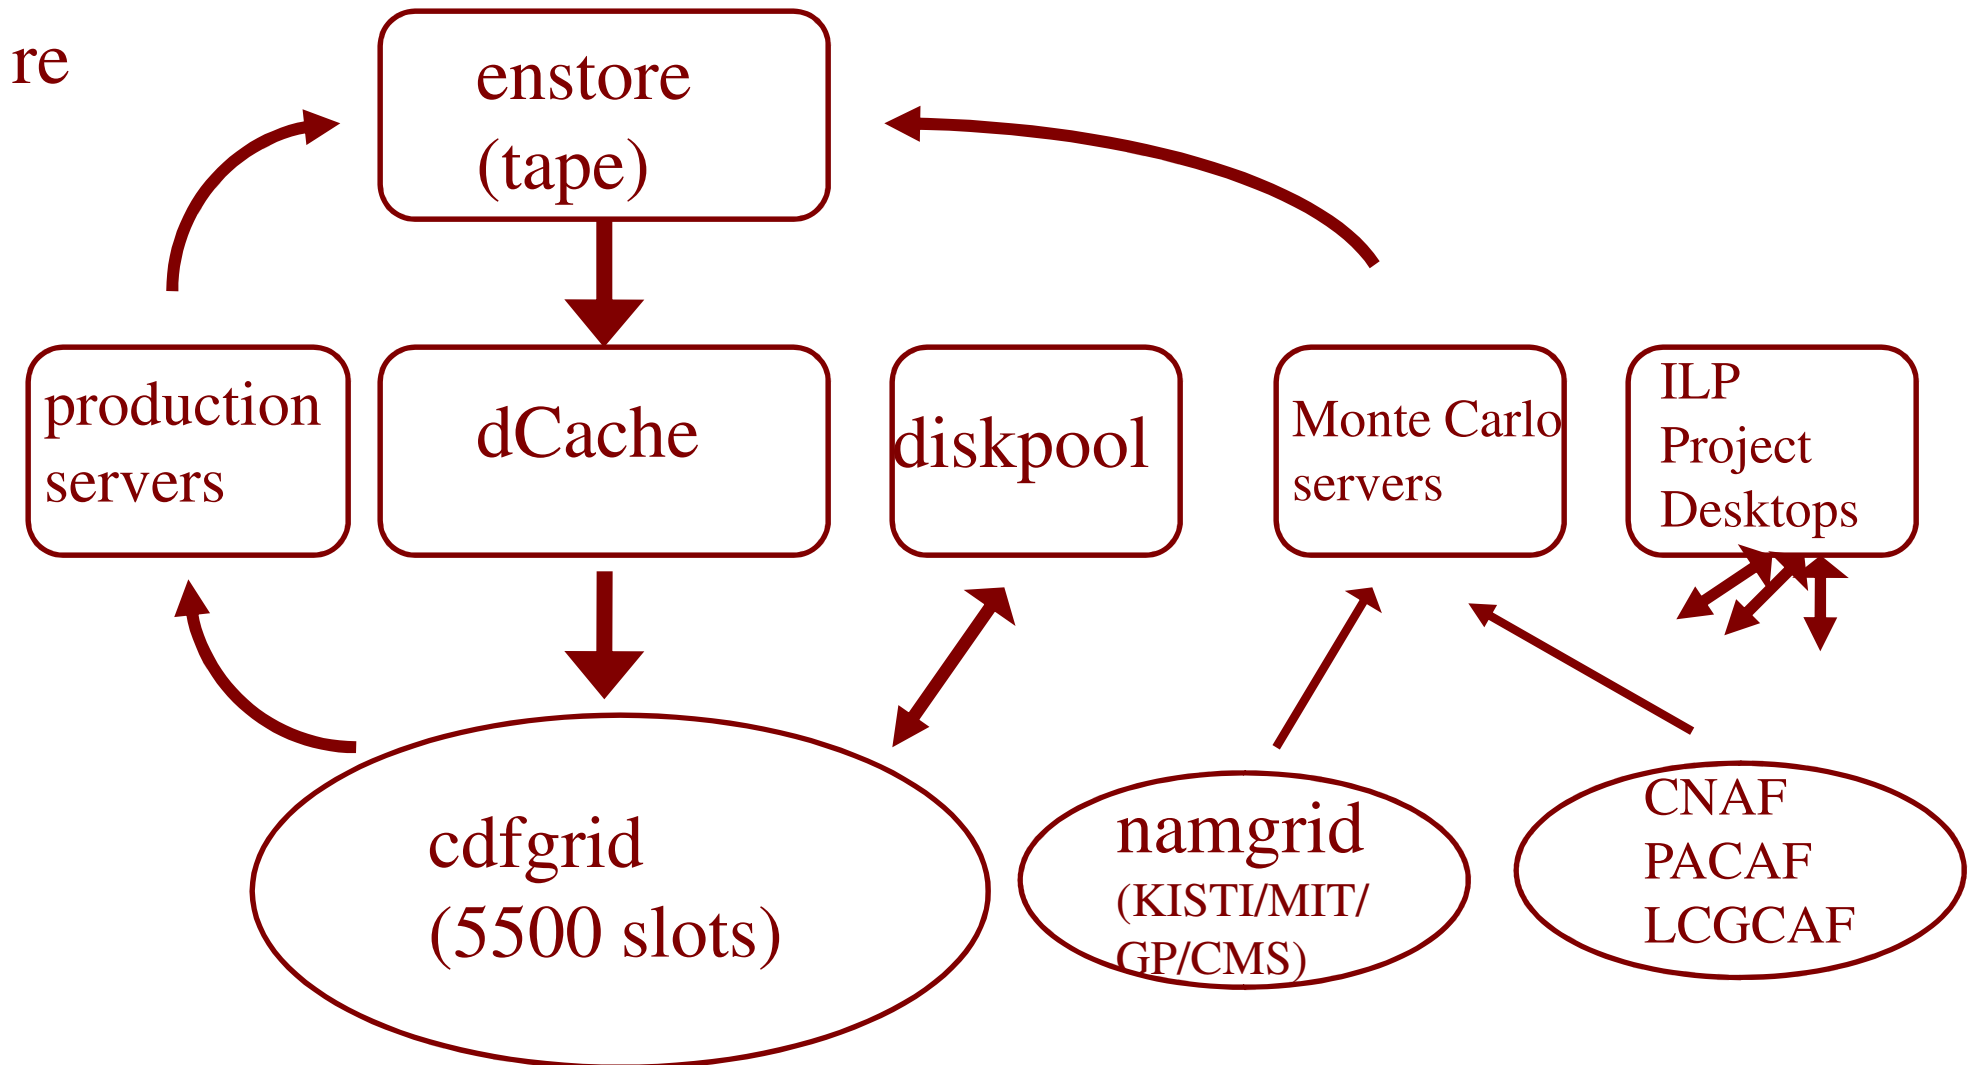 re
enstore
(tape)
production
servers
dCache
diskpool
Monte Carlo
servers
ILP
Project
Desktops
cdfgrid
(5500 slots)
namgrid
(KISTI/MIT/
GP/CMS)
CNAF
PACAF
LCGCAF